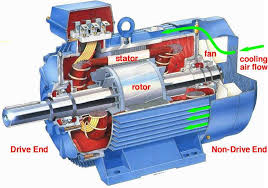 stator
fan
cooling
air flow
rotor
Drive End
Non-Drive End